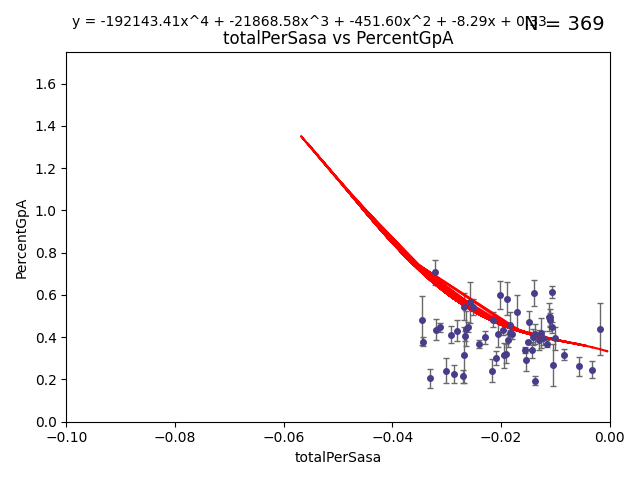 y = -192143.41x^4 + -21868.58x^3 + -451.60x^2 + -8.29x + 0.33
N = 369
totalPerSasa vs PercentGpA
1.6
1.4
1.2
1.0
0.8
0.6
0.4
0.2
0.0
PercentGpA
−0.10 −0.08 −0.06 −0.04 −0.02 0.00
totalPerSasa